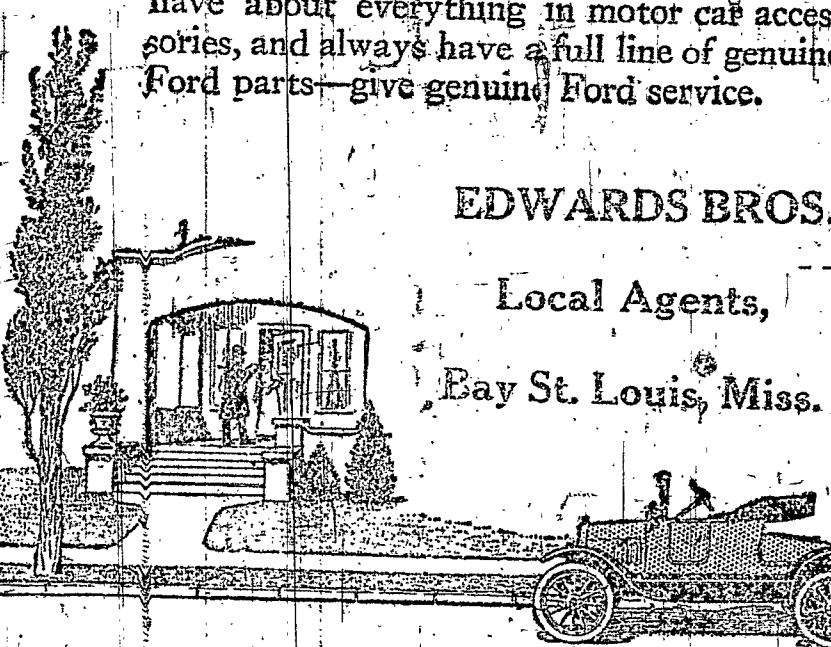 have about everything in motor car acces-
sories, and always have a full line of genuine
Ford parts—give genuine Ford service.
EDWARDS BROS.
Local Agents,
Bay St. Louis, Miss.